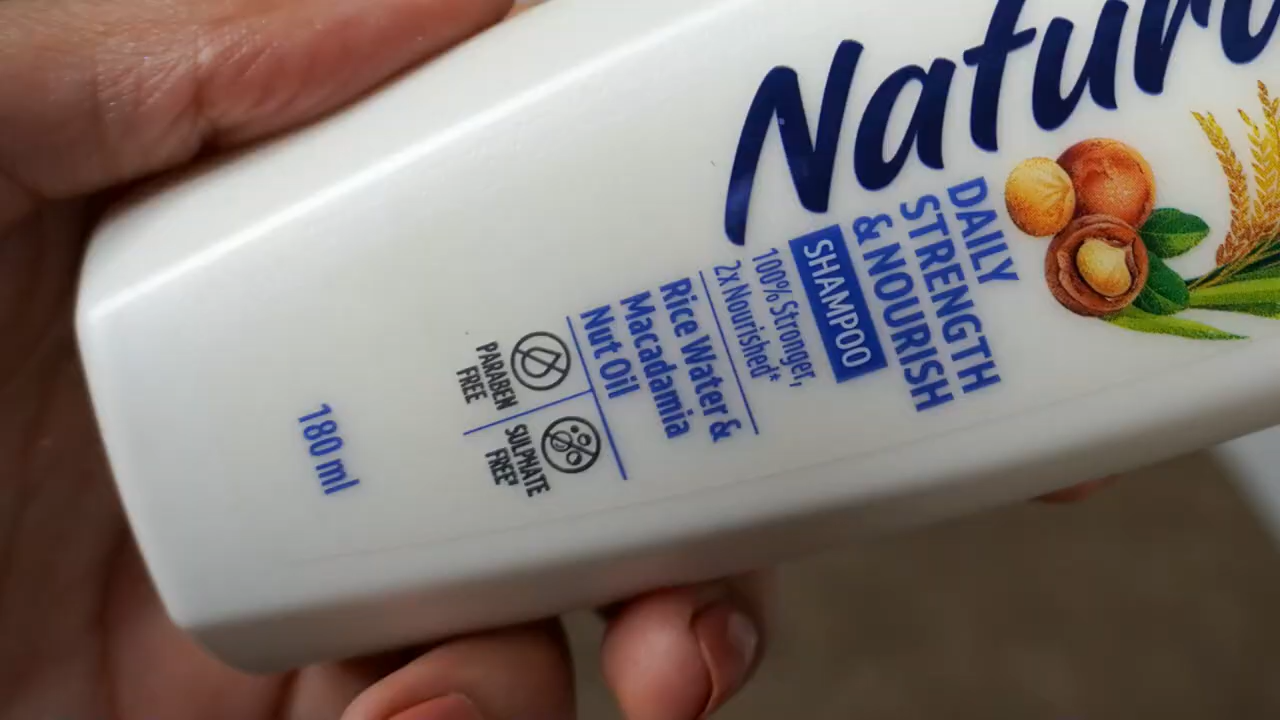 Natur
DAILY
STRENGTH
& NOURISH
SHAMPOO
100% Stronger,
2x Nourished*
Rice Water &
Macadamia
Nut Oil
PARABEN
FREE
SULPHATE
FREE^
180 ml